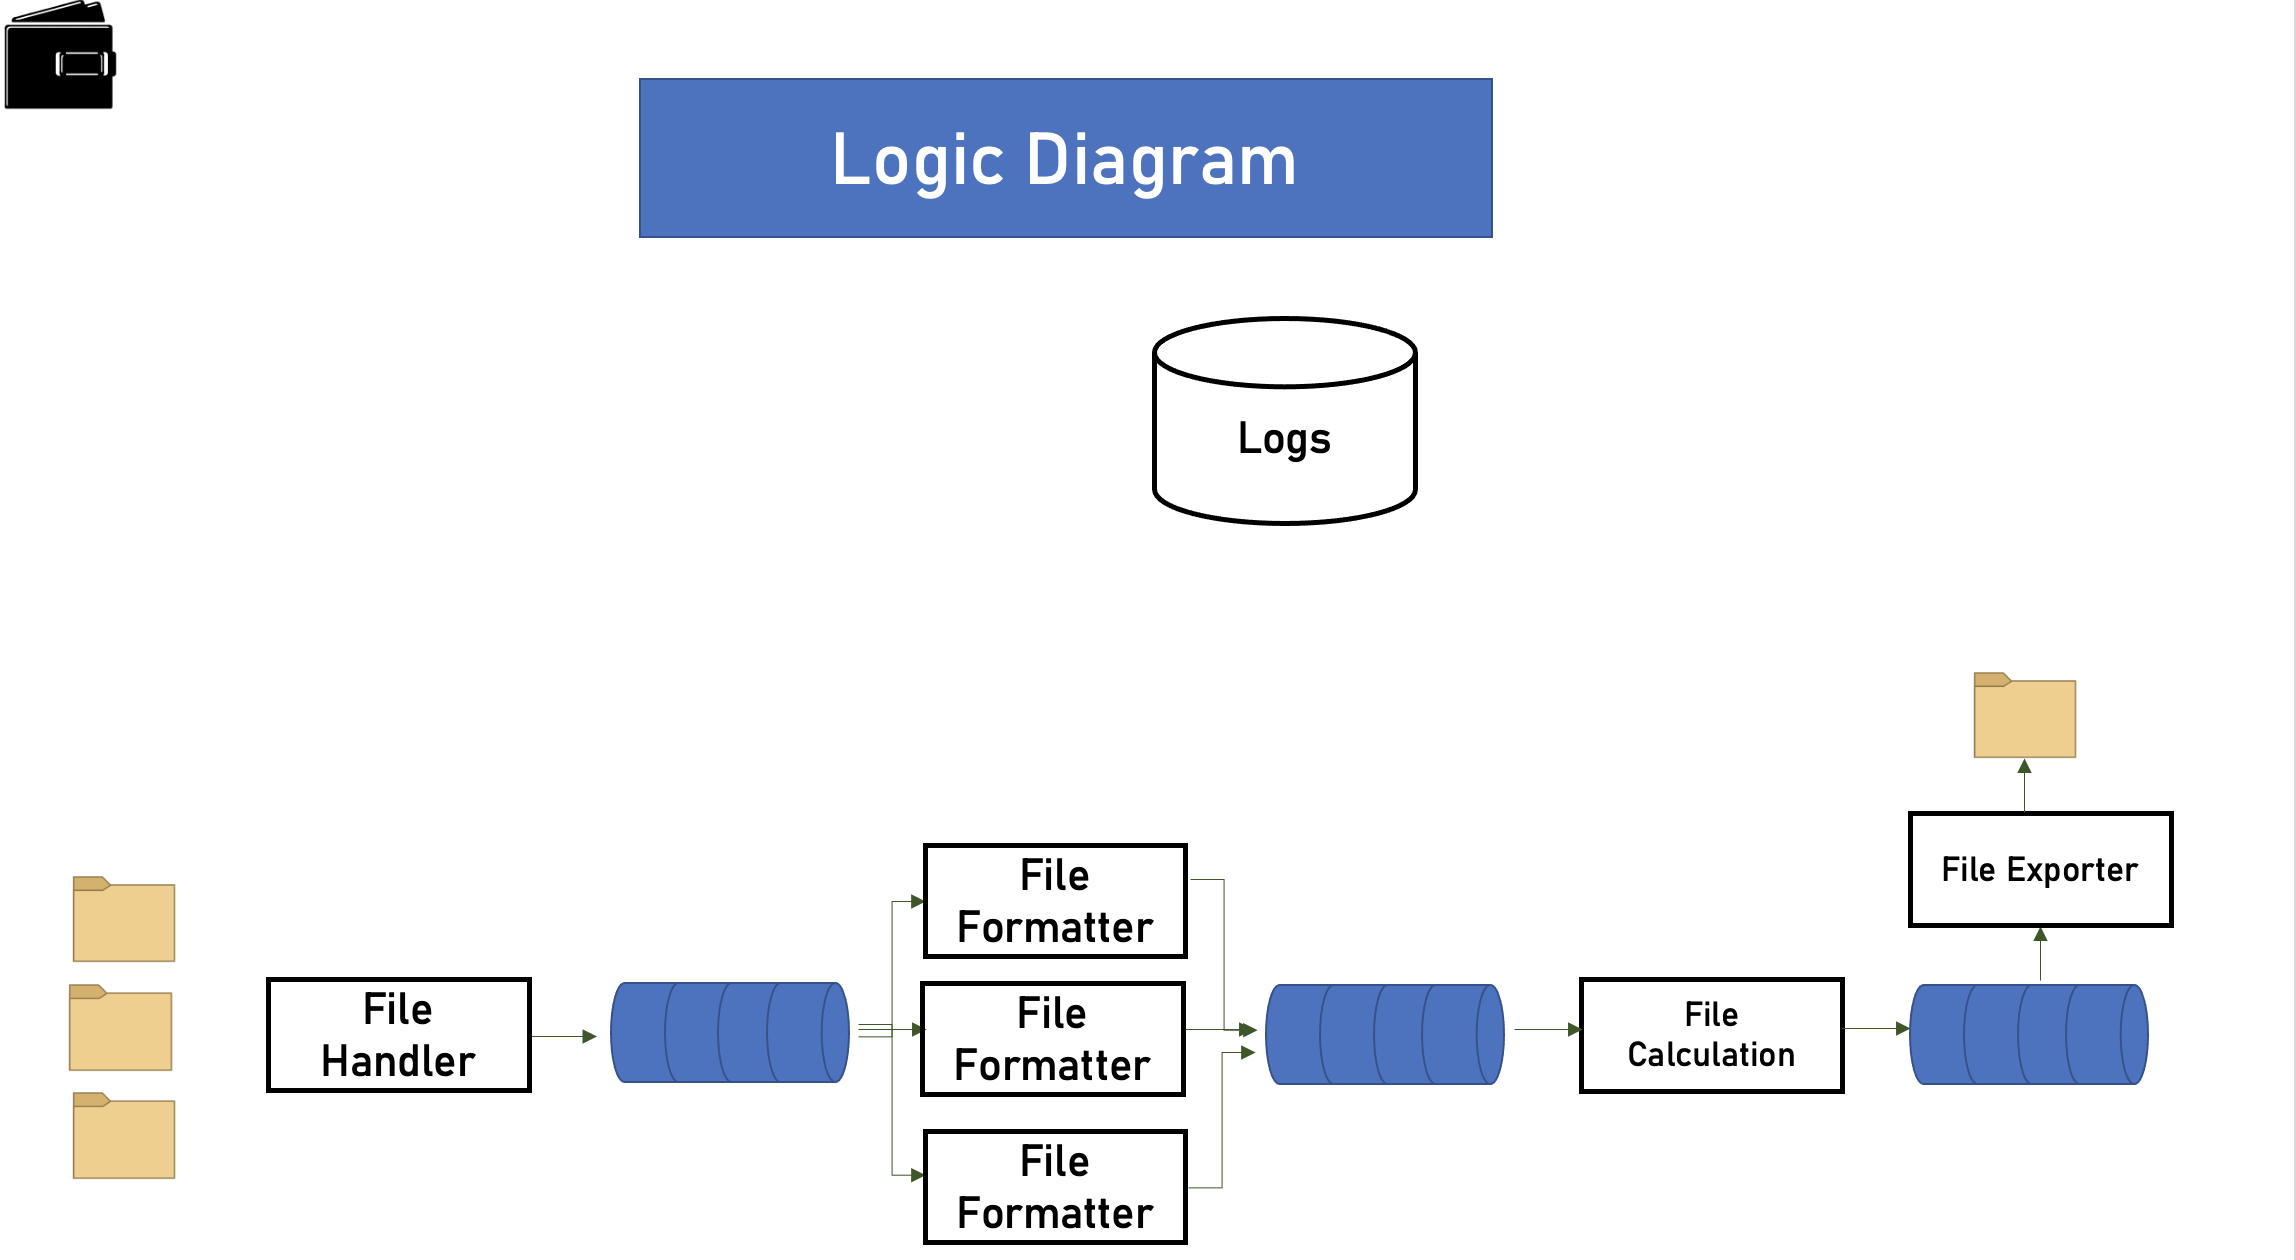 Logic Diagram
Logs
File Exporter
File
Formatter
File
Handler
File
Formatter
File
Calculation
File
Formatter